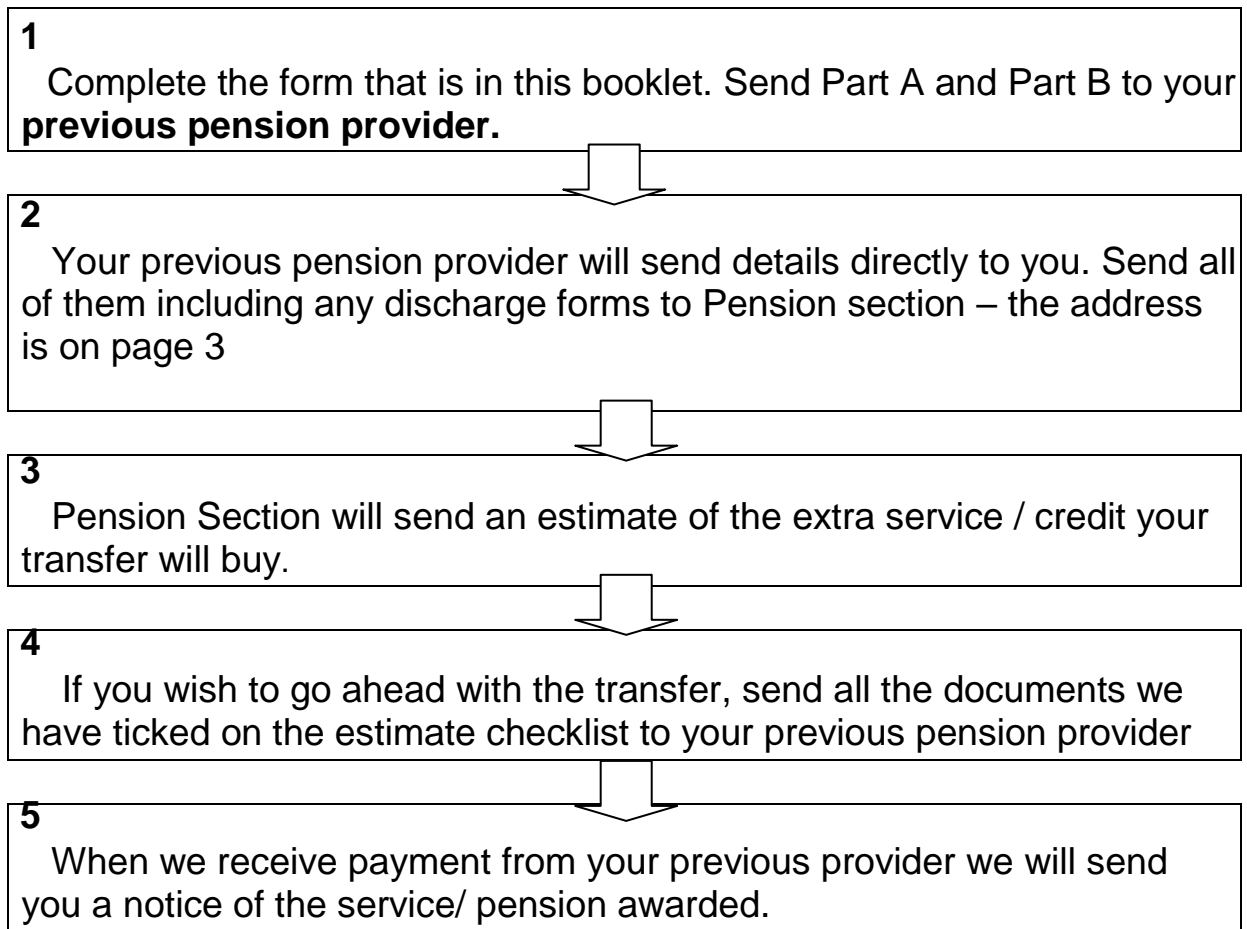 1
Complete the form that is in this booklet. Send Part A and Part B to your
previous pension provider.
2
Your previous pension provider will send details directly to you. Send all
of them including any discharge forms to Pension section – the address
is on page 3
3
Pension Section will send an estimate of the extra service / credit your
transfer will buy.
4
If you wish to go ahead with the transfer, send all the documents we
have ticked on the estimate checklist to your previous pension provider
5
When we receive payment from your previous provider we will send
you a notice of the service/ pension awarded.